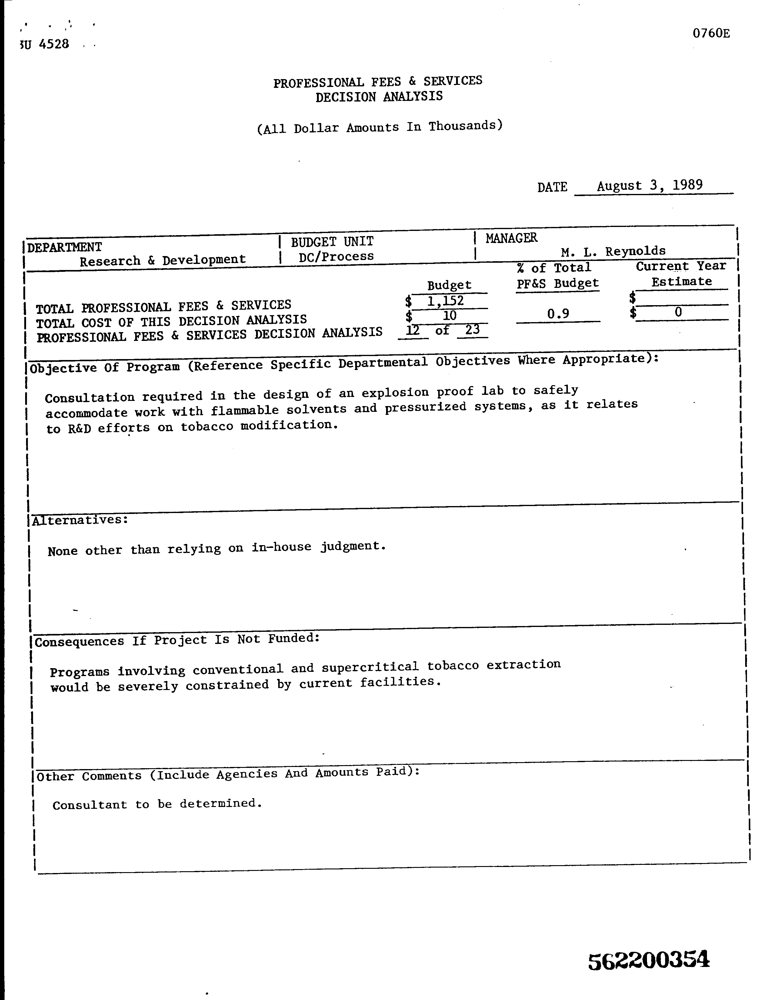 0760E
4528
PROFESSIONAL FEES & SERVICES
DECISION ANALYSIS
(All Dollar Amounts In Thousands)
DATE August 3, 1989
DEPARTMENT BUDGET UNIT MANAGER
Research & Development DC/Process M. L. Reynolds
% of Total Current Year
Budget PF&S Budget Estimate
TOTAL PROFESSIONAL FEES & SERVICES $ 1,152 $
TOTAL COST OF THIS DECISION ANALYSIS $ 10 0.9 $ 0
PROFESSIONAL FEES & SERVICES DECISION ANALYSIS 12 of 23
Objective Of Program (Reference Specific Departmental Objectives Where Appropriate):
Consultation required in the design of an explosion proof lab to safely
accommodate work with flammable solvents and pressurized systems, as it relates
to R&D efforts on tobacco modification.
Alternatives:
None other than relying on in-house judgment.
Consequences If Project Is Not Funded:
Programs involving conventional and supercritical tobacco extraction
would be severely constrained by current facilities.
Other Comments (Include Agencies And Amounts Paid):
Consultant to be determined.
562200354